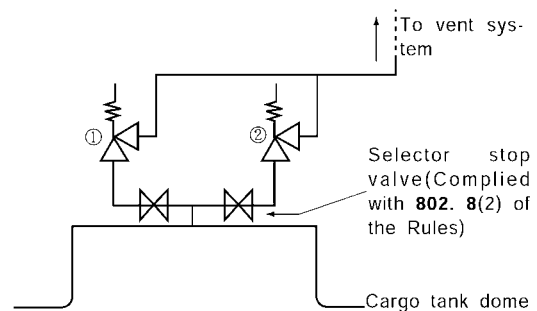 To vent sys-
tem
①
②
Selector stop
valve(Complied
with 802. 8(2) of
the Rules)
Cargo tank dome